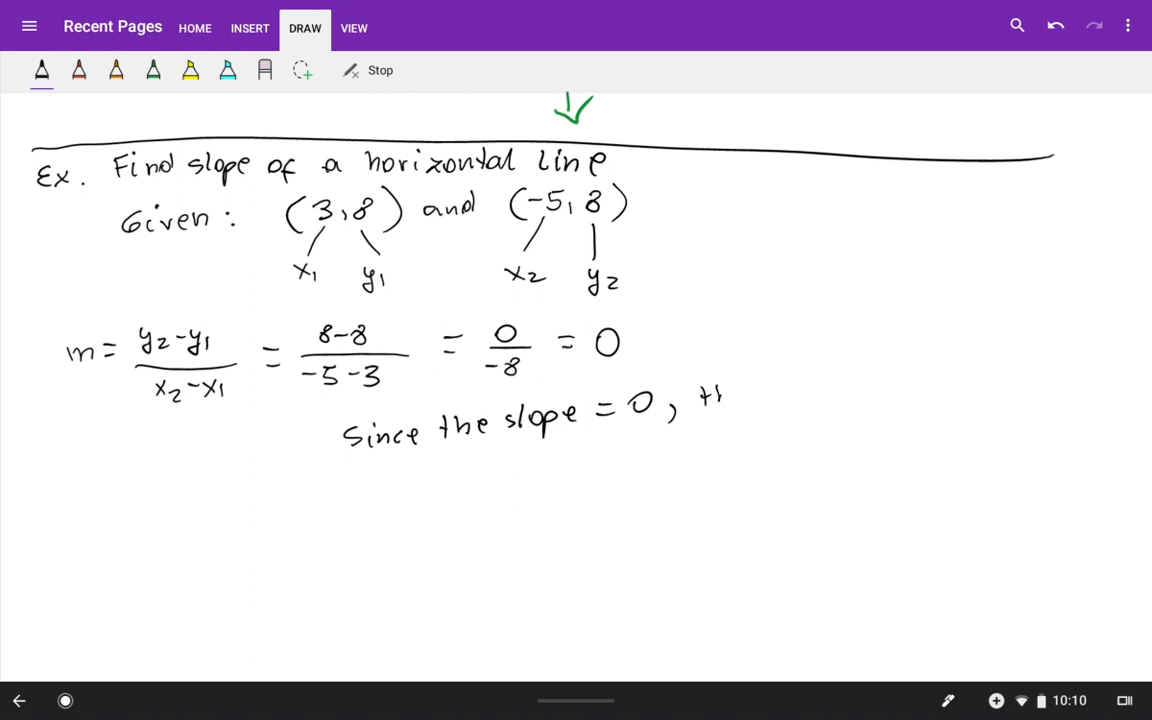 Recent Pages HOME INSERT DRAW VIEW
Stop
Ex. Find slope of a horizontal line
Given: (3,8) and (-5,8)
x₁ y₁ x₂ y₂
m = (y₂-y₁)/(x₂-x₁) = (8-8)/(-5-3) = 0/-8 = 0
Since the slope = 0,
10:10